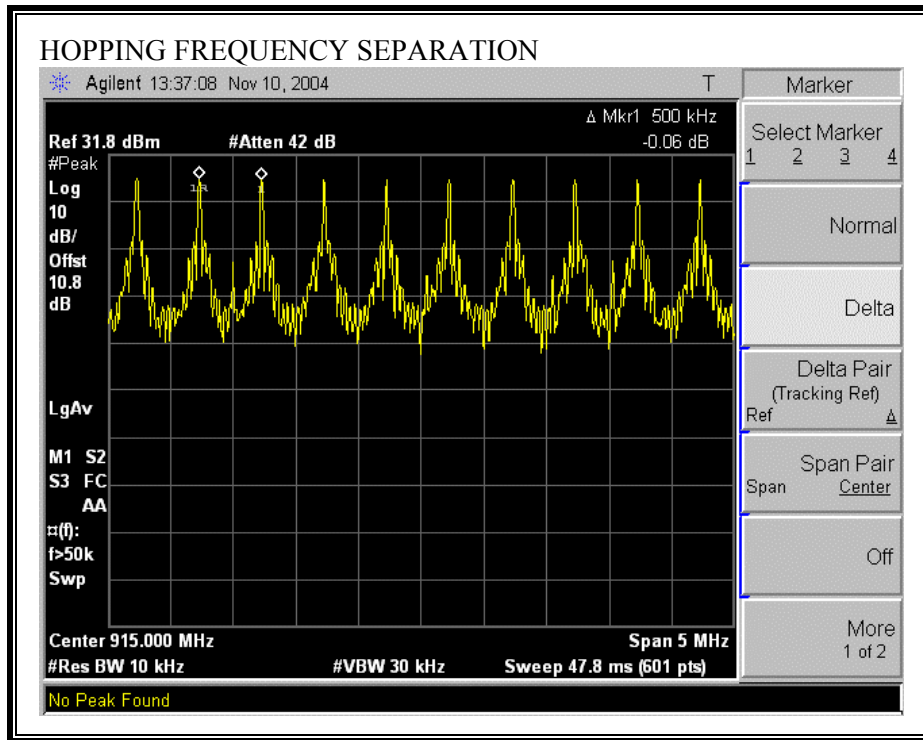 HOPPING FREQUENCY SEPARATION
Agilent 13:37:08 Nov 10, 2004 T
Δ Mkr1 500 kHz
Ref 31.8 dBm #Atten 42 dB -0.06 dB
#Peak
Log
10
dB/
Offst
10.8
dB
1R 1
LgAv
M1 S2
S3 FC
AA
¤(f):
f>50k
Swp
Center 915.000 MHz Span 5 MHz
#Res BW 10 kHz #VBW 30 kHz Sweep 47.8 ms (601 pts)
No Peak Found
Marker
Select Marker
1 2 3 4
Normal
Delta
Delta Pair
(Tracking Ref)
Ref Δ
Span Pair
Span Center
Off
More
1 of 2